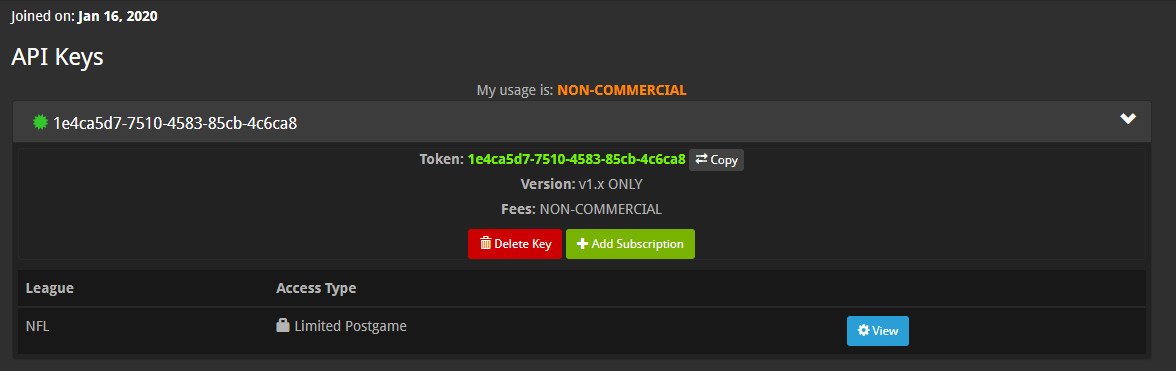 Joined on: Jan 16, 2020
API Keys
My usage is: NON-COMMERCIAL
1e4ca5d7-7510-4583-85cb-4c6ca8
Token: 1e4ca5d7-7510-4583-85cb-4c6ca8 Copy
Version: v1.x ONLY
Fees: NON-COMMERCIAL
Delete Key Add Subscription
League Access Type
NFL Limited Postgame View